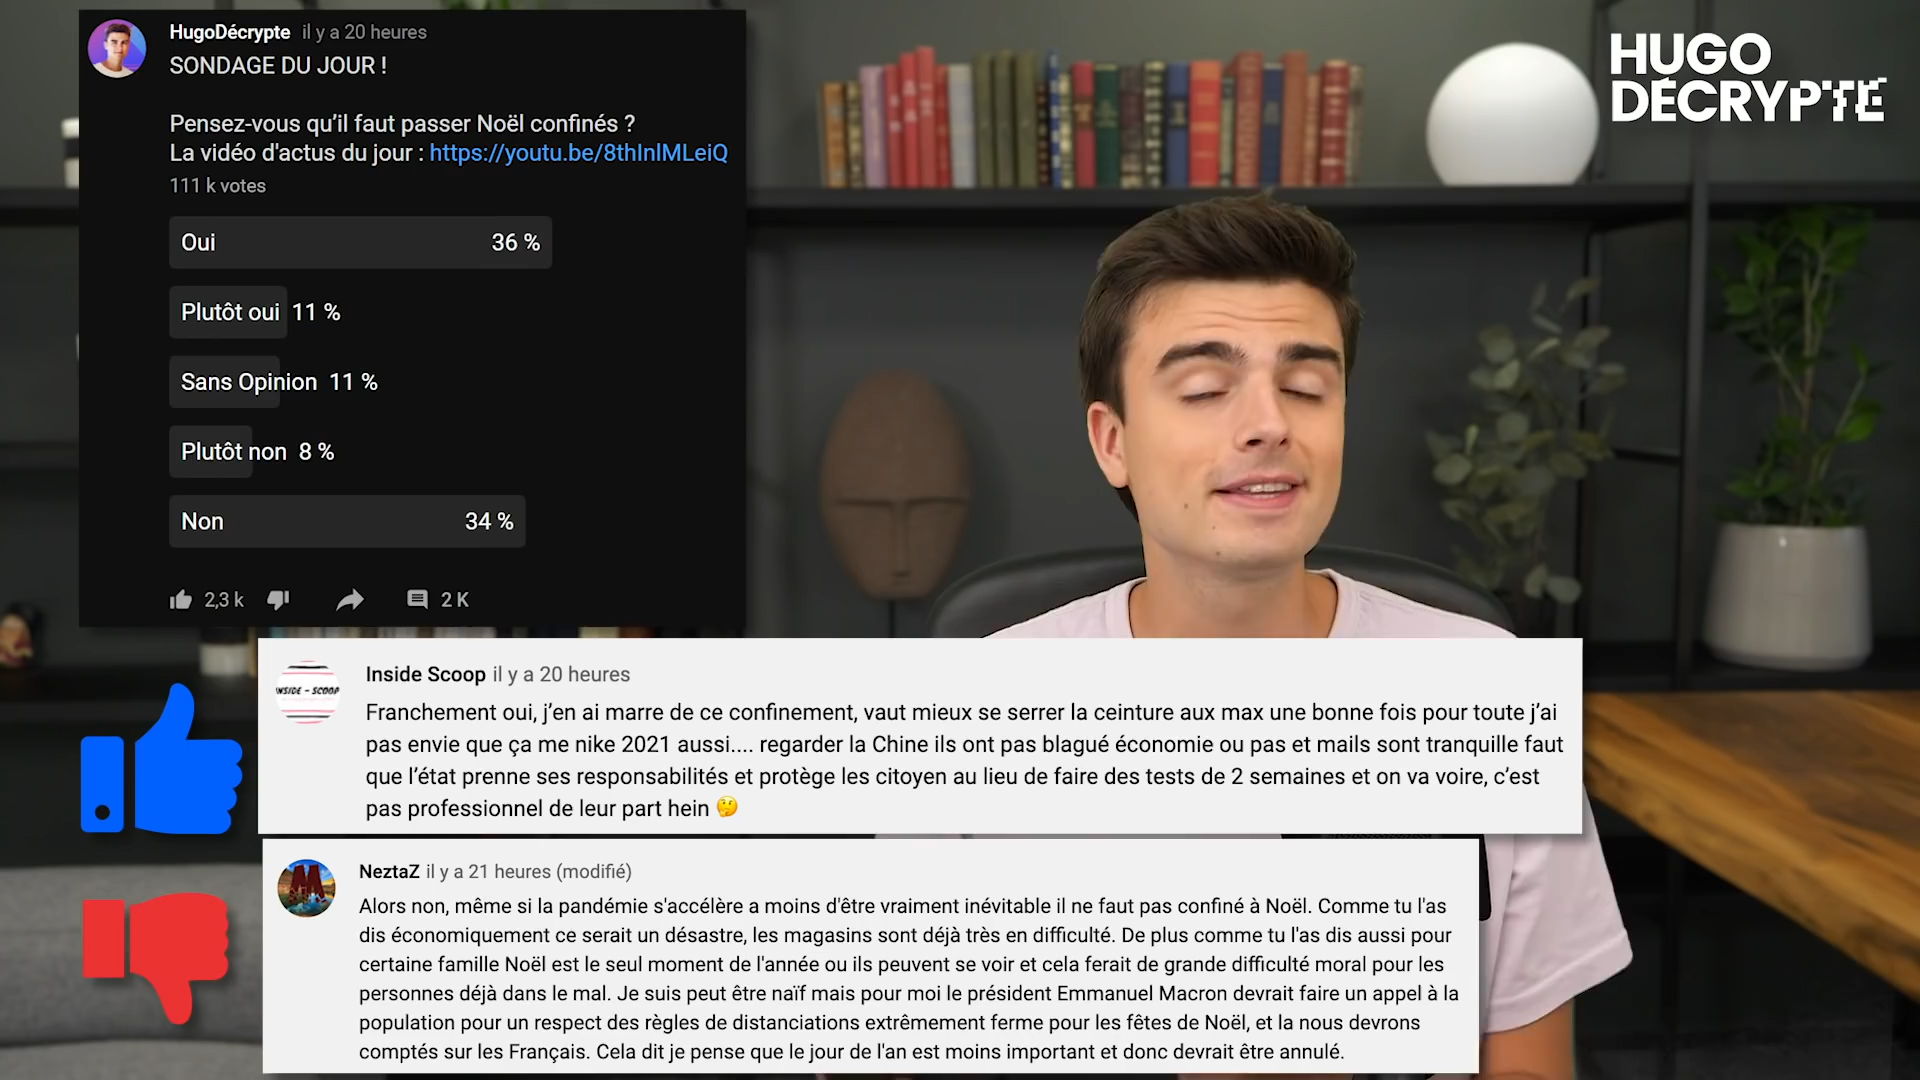 HugoDécrypte il y a 20 heures
SONDAGE DU JOUR !
Pensez-vous qu'il faut passer Noël confinés ?
La vidéo d'actus du jour : https://youtu.be/8thInlMLeiQ
111 k votes
Oui 36 %
Plutôt oui 11 %
Sans Opinion 11 %
Plutôt non 8 %
Non 34 %
2,3 k 2 K
HUGO
DÉCRYPTE
INSIDE - SCOOP
Inside Scoop il y a 20 heures
Franchement oui, j'en ai marre de ce confinement, vaut mieux se serrer la ceinture aux max une bonne fois pour toute j'ai
pas envie que ça me nike 2021 aussi.... regarder la Chine ils ont pas blagué économie ou pas et mails sont tranquille faut
que l'état prenne ses responsabilités et protège les citoyen au lieu de faire des tests de 2 semaines et on va voire, c'est
pas professionnel de leur part hein 🤔
NeztaZ il y a 21 heures (modifié)
Alors non, même si la pandémie s'accélère a moins d'être vraiment inévitable il ne faut pas confiné à Noël. Comme tu l'as
dis économiquement ce serait un désastre, les magasins sont déjà très en difficulté. De plus comme tu l'as dis aussi pour
certaine famille Noël est le seul moment de l'année ou ils peuvent se voir et cela ferait de grande difficulté moral pour les
personnes déjà dans le mal. Je suis peut être naïf mais pour moi le président Emmanuel Macron devrait faire un appel à la
population pour un respect des règles de distanciations extrêmement ferme pour les fêtes de Noël, et la nous devrons
comptés sur les Français. Cela dit je pense que le jour de l'an est moins important et donc devrait être annulé.